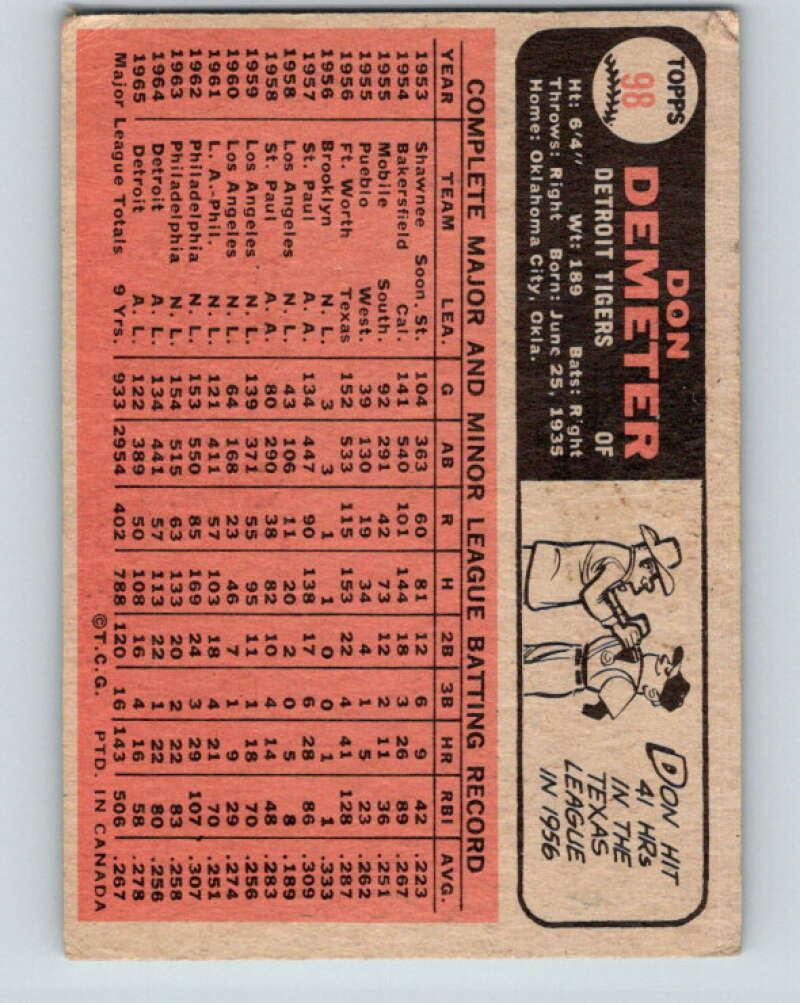 TOPPS
98
DON
DEMETER
OF
DETROIT TIGERS
Ht: 6'4" Wt: 189 Bats: Right
Throws: Right Born: June 25, 1935
Home: Oklahoma City, Okla.
DON HIT
41 HRs
IN THE
TEXAS
LEAGUE
IN 1956
COMPLETE MAJOR AND MINOR LEAGUE BATTING RECORD
YEAR TEAM LEA. G AB R H 2B 3B HR RBI AVG.
1953 Shawnee Soon. St. 104 363 60 81 12 6 9 42 .223
1954 Bakersfield Cal. 141 540 101 144 18 3 26 89 .267
1955 Mobile South. 92 291 42 73 12 2 11 36 .251
1955 Pueblo West. 39 130 19 34 4 1 5 23 .262
1956 Ft. Worth Texas 152 533 115 153 22 4 41 128 .287
1956 Brooklyn N. L. 3 3 1 1 0 0 1 1 .333
1957 St. Paul A. A. 134 447 90 138 17 6 28 86 .309
1958 Los Angeles N. L. 43 106 11 20 2 0 5 8 .189
1958 St. Paul A. A. 80 290 38 82 10 4 14 48 .283
1959 Los Angeles N. L. 139 371 55 95 11 1 18 70 .256
1960 Los Angeles N. L. 64 168 23 46 7 1 9 29 .274
1961 L. A.-Phil. N. L. 121 411 57 103 18 4 21 70 .251
1962 Philadelphia N. L. 153 550 85 169 24 3 29 107 .307
1963 Philadelphia N. L. 154 515 63 133 20 2 22 83 .258
1964 Detroit A. L. 134 441 57 113 22 1 22 80 .256
1965 Detroit A. L. 122 389 50 108 16 4 16 58 .278
Major League Totals 9 Yrs. 933 2954 402 788 120 16 143 506 .267
©T.C.G. PTD. IN CANADA